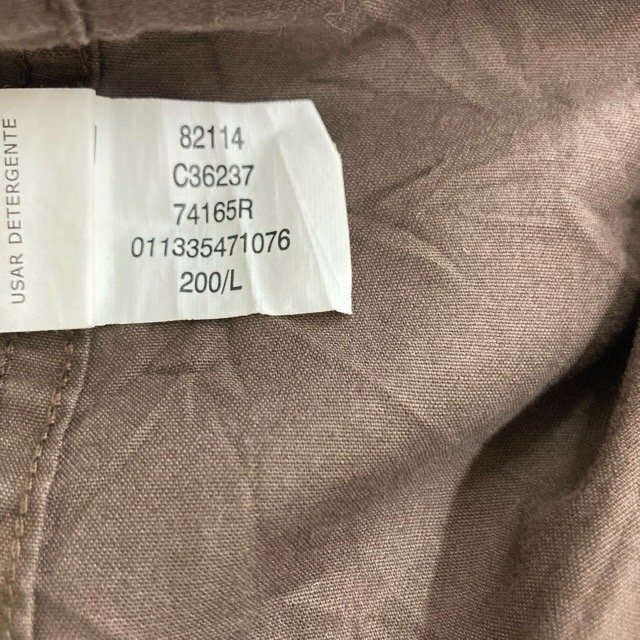 USAR DETERGENTE
82114
C36237
74165R
011335471076
200/L